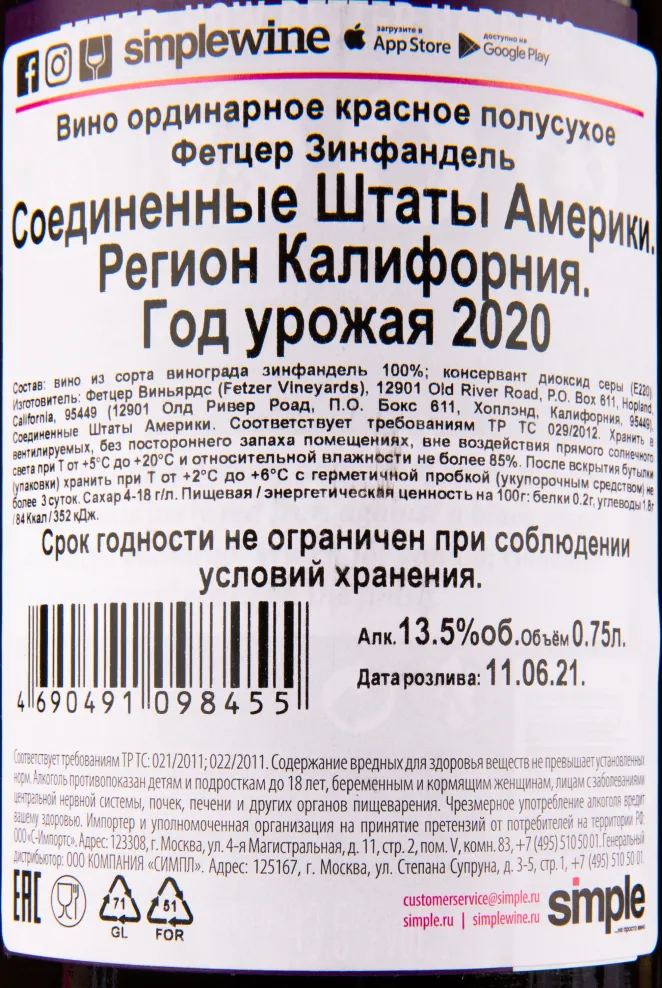 simplewine загрузите в App Store доступно на Google Play
Вино ординарное красное полусухое
Фетцер Зинфандель
Соединенные Штаты Америки.
Регион Калифорния.
Год урожая 2020
Состав: вино из сорта винограда зинфандель 100%; консервант диоксид серы (E220)
Изготовитель: Фетцер Виньярдс (Fetzer Vineyards), 12901 Old River Road, P.O. Box 611, Hopland,
California, 95449 (12901 Олд Ривер Роад, П.О. Бокс 611, Хоплэнд, Калифорния, 95449),
Соединенные Штаты Америки. Соответствует требованиям ТР ТС 029/2012. Хранить в
вентилируемых, без постороннего запаха помещениях, вне воздействия прямого солнечного
света при Т от +5°С до +20°С и относительной влажности не более 85%. После вскрытия бутылки
(упаковки) хранить при Т от +2°С до +6°С с герметичной пробкой (укупорочным средством) не
более 3 суток. Сахар 4-18 г/л. Пищевая / энергетическая ценность на 100г: белки 0.2г, углеводы 1.8г
/ 84 Ккал / 352 кДж.
Срок годности не ограничен при соблюдении
условий хранения.
Алк. 13.5%об. Объём 0.75л.
Дата розлива: 11.06.21.
4 690491 098455
Соответствует требованиям ТР ТС: 021/2011; 022/2011. Содержание вредных для здоровья веществ не превышает установленных
норм. Алкоголь противопоказан детям и подросткам до 18 лет, беременным и кормящим женщинам, лицам с заболеваниями
центральной нервной системы, почек, печени и других органов пищеварения. Чрезмерное употребление алкоголя вредит
вашему здоровью. Импортер и уполномоченная организация на принятие претензий от потребителей на территории РФ:
ООО «С-Импортс». Адрес: 123308, г. Москва, ул. 4-я Магистральная, д. 11, стр. 2, пом. V, комн. 83, +7 (495) 510 50 01. Генеральный
дистрибьютор: ООО КОМПАНИЯ «СИМПЛ». Адрес: 125167, г. Москва, ул. Степана Супруна, д. 3-5, стр. 1, +7 (495) 510 50 01.
EAC 71 51 customerservice@simple.ru simple
GL FOR simple.ru | simplewine.ru ...не просто вино